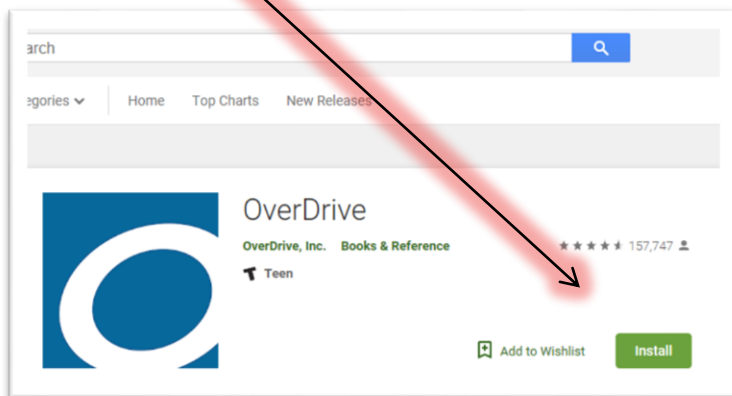 arch
egories Home Top Charts New Releases
OverDrive
OverDrive, Inc. Books & Reference 157,747
T Teen
Add to Wishlist Install